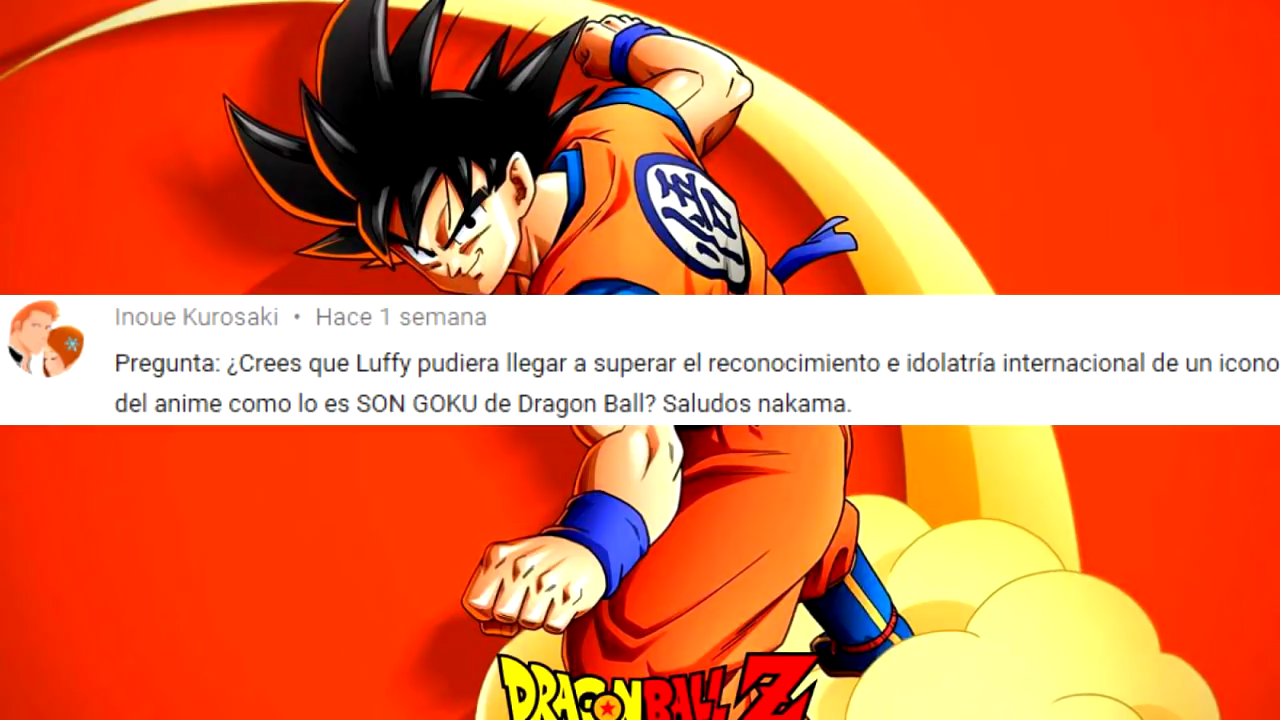 悟
Inoue Kurosaki • Hace 1 semana
Pregunta: ¿Crees que Luffy pudiera llegar a superar el reconocimiento e idolatría internacional de un icono
del anime como lo es SON GOKU de Dragon Ball? Saludos nakama.
DRAGON BALL Z